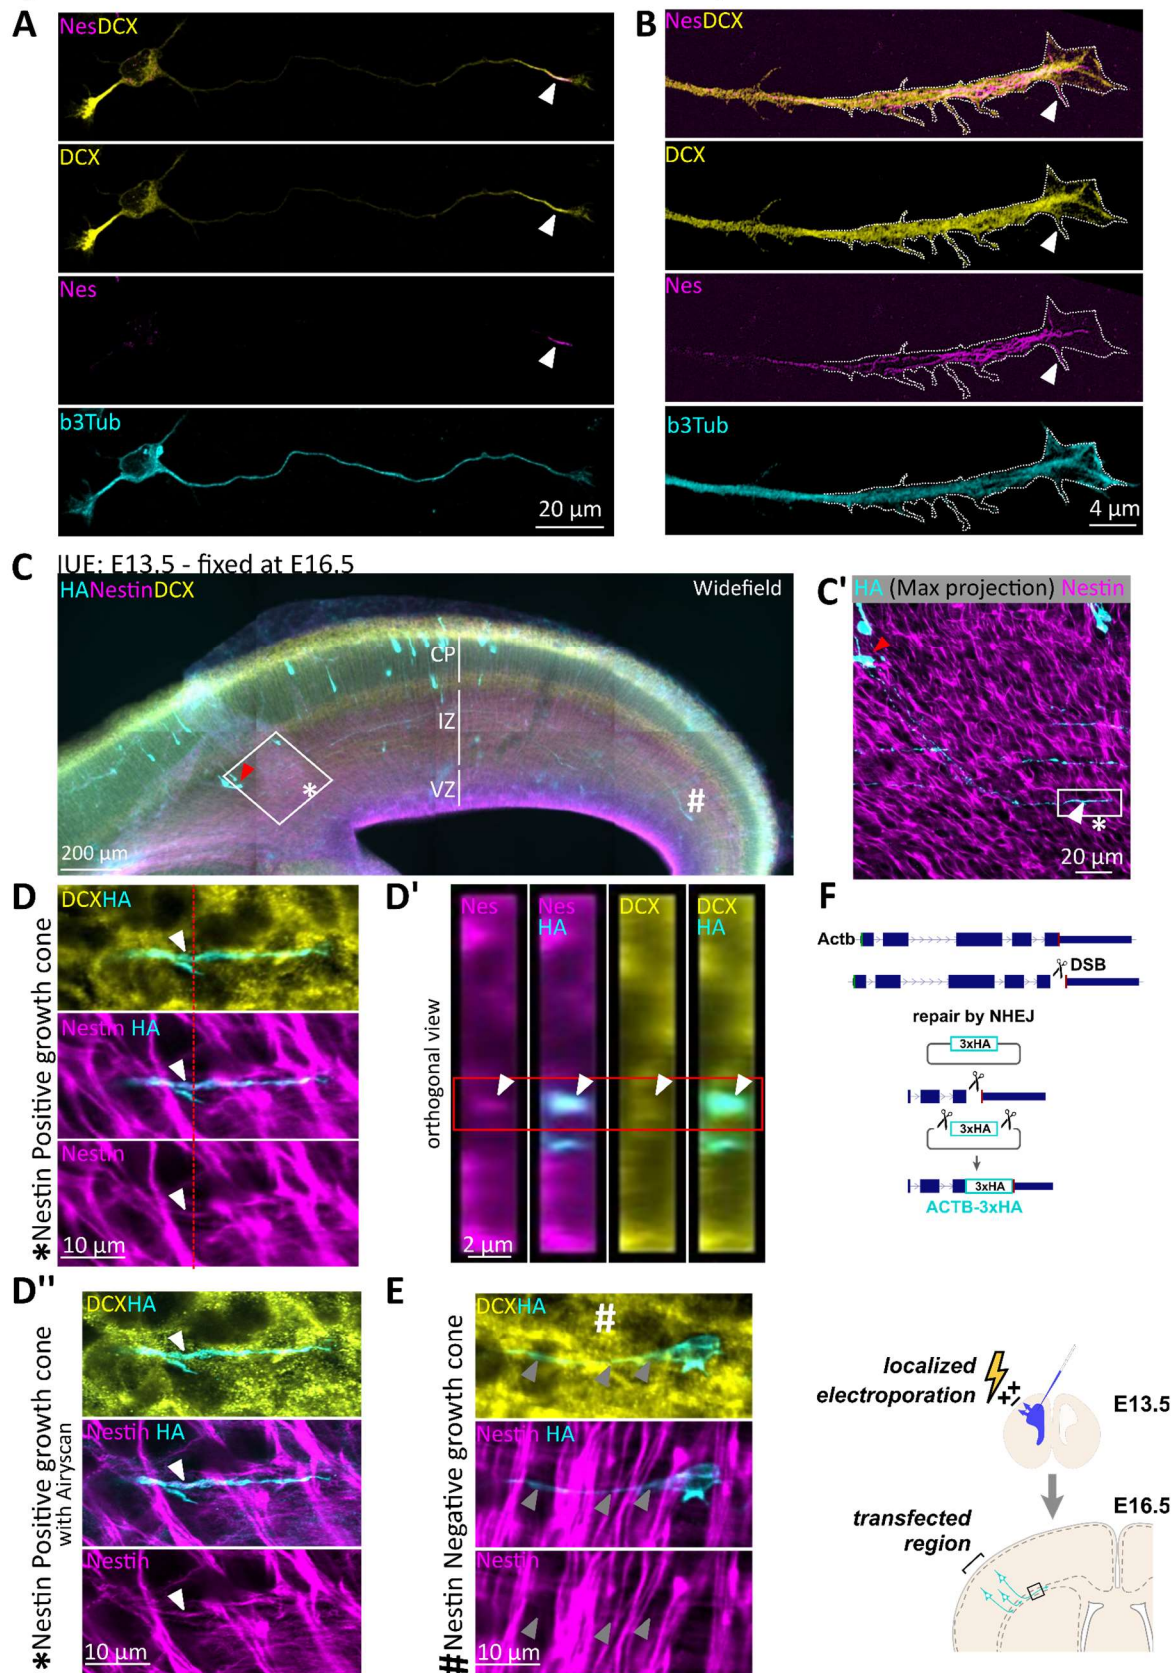 A
NesDCX
DCX
Nes
b3Tub
20 µm
B
NesDCX
DCX
Nes
b3Tub
4 µm
C
IUE: E13.5 - fixed at E16.5
HANestinDCX
Widefield
CP
IZ
VZ
*
#
200 µm
C'
HA (Max projection) Nestin
*
20 µm
D
*Nestin Positive growth cone
DCXHA
Nestin HA
Nestin
10 µm
D'
orthogonal view
Nes
Nes
HA
DCX
DCX
HA
2 µm
F
Actb
DSB
repair by NHEJ
3xHA
3xHA
3xHA
ACTB-3xHA
D''
*Nestin Positive growth cone
with Airyscan
DCXHA
Nestin HA
Nestin
10 µm
E
#Nestin Negative growth cone
DCXHA
#
Nestin HA
Nestin
10 µm
localized
electroporation
++
E13.5
E16.5
transfected
region